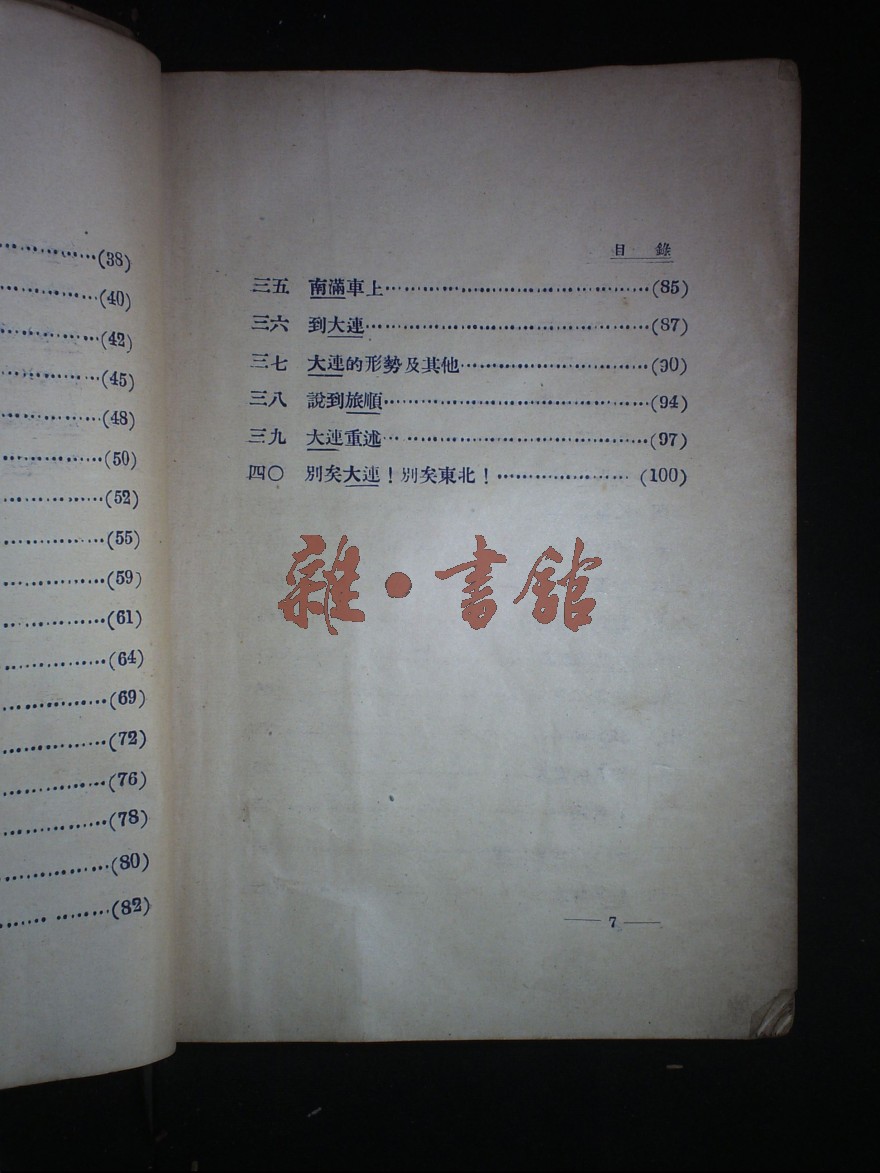 (38)
(40)
(42
(45)
(48)
(50)
(52)
(55)
(59)
(61)
(64)
(69)
(72)
(76)
(78)
(80)
(82)
目錄
三五 南滿車上………………………………(85)
三六 到大連…………………………………(87)
三七 大連的形勢及其他……………………(90)
三八 說到旅順………………………………(94)
三九 大連重述………………………………(97)
四〇 別矣大連!別矣東北!………………(100)
雜·書館
— 7 —